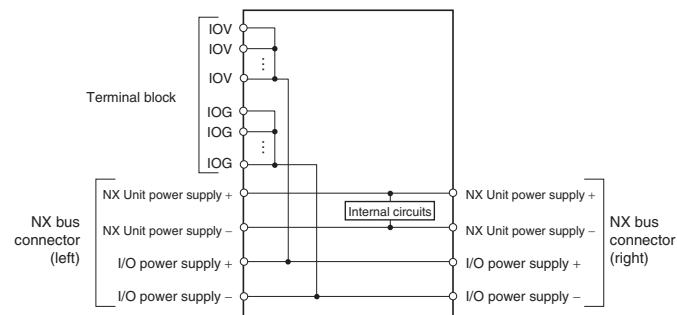 IOV
IOV
IOV
Terminal block
IOG
IOG
IOG
NX bus
connector
(left)
NX Unit power supply +
NX Unit power supply –
I/O power supply +
I/O power supply –
Internal circuits
NX Unit power supply +
NX Unit power supply –
I/O power supply +
I/O power supply –
NX bus
connector
(right)